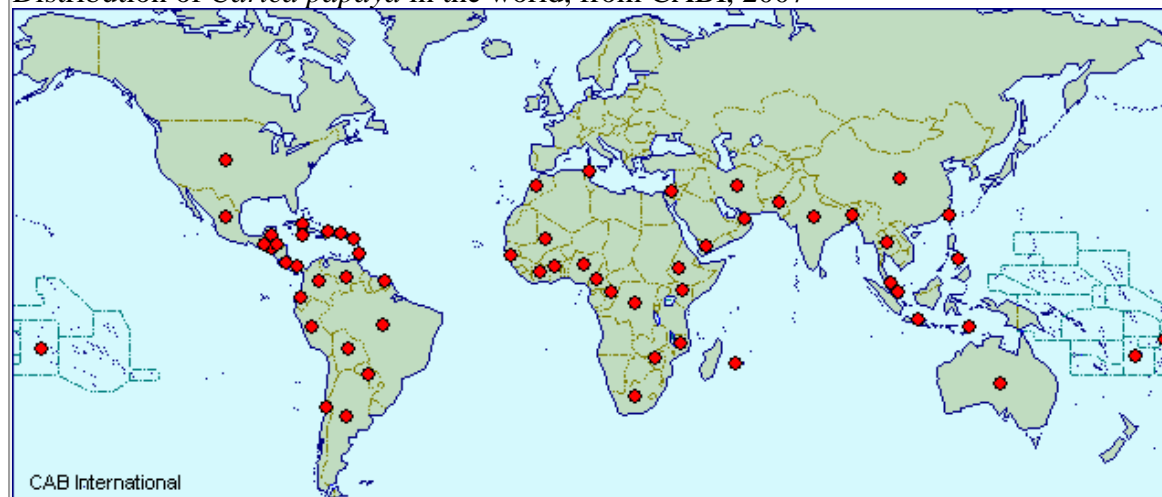 Distribution of Carica papaya in the world, from CABI, 2007
CAB International